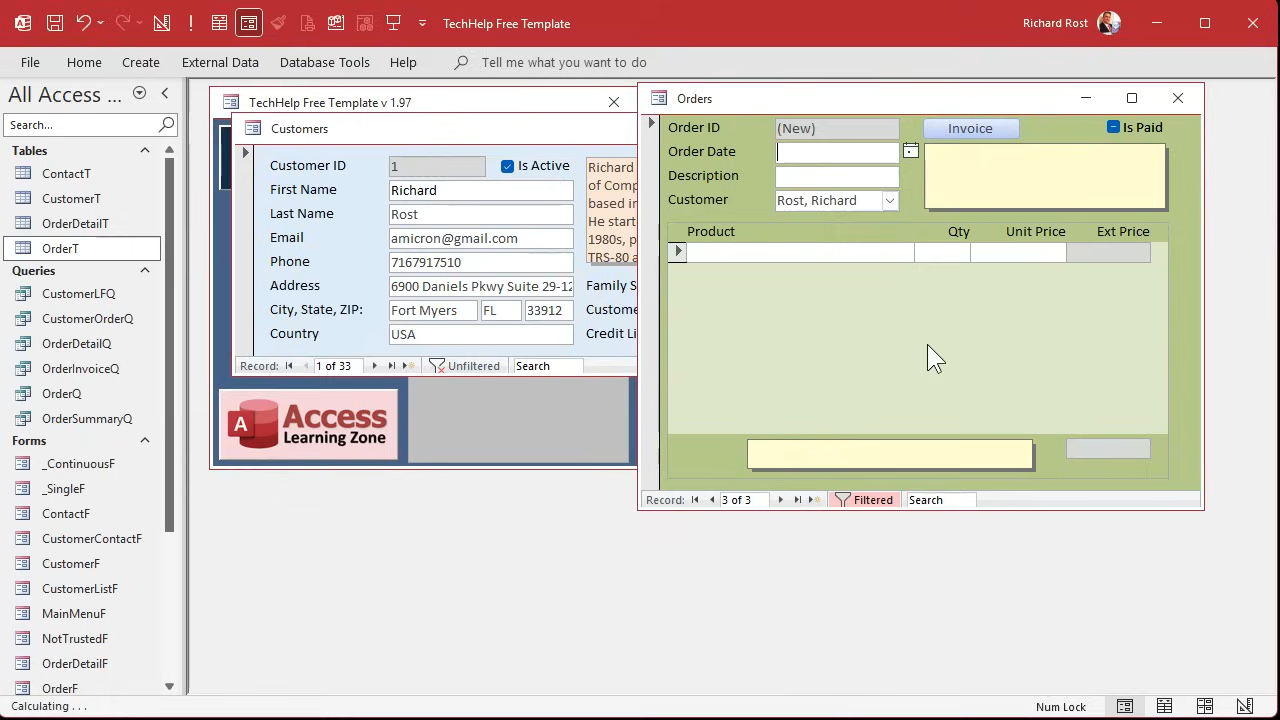 TechHelp Free Template
Richard Rost
File Home Create External Data Database Tools Help Tell me what you want to do
All Access ...
Search...
Tables
ContactT
CustomerT
OrderDetailT
OrderT
Queries
CustomerLFQ
CustomerOrderQ
OrderDetailQ
OrderInvoiceQ
OrderQ
OrderSummaryQ
Forms
_ContinuousF
_SingleF
ContactF
CustomerContactF
CustomerF
CustomerListF
MainMenuF
NotTrustedF
OrderDetailF
OrderF
TechHelp Free Template v 1.97
Customers
Customer ID 1 Is Active
First Name Richard
Last Name Rost
Email amicron@gmail.com
Phone 7167917510
Address 6900 Daniels Pkwy Suite 29-12
City, State, ZIP: Fort Myers FL 33912
Country USA
Richard
of Comp
based in
He start
1980s, p
TRS-80 a
Family S
Custome
Credit Li
Record: 1 of 33 Unfiltered Search
A Access
Learning Zone
Orders
Order ID (New) Invoice Is Paid
Order Date
Description
Customer Rost, Richard
Product Qty Unit Price Ext Price
Record: 3 of 3 Filtered Search
Calculating . . .
Num Lock